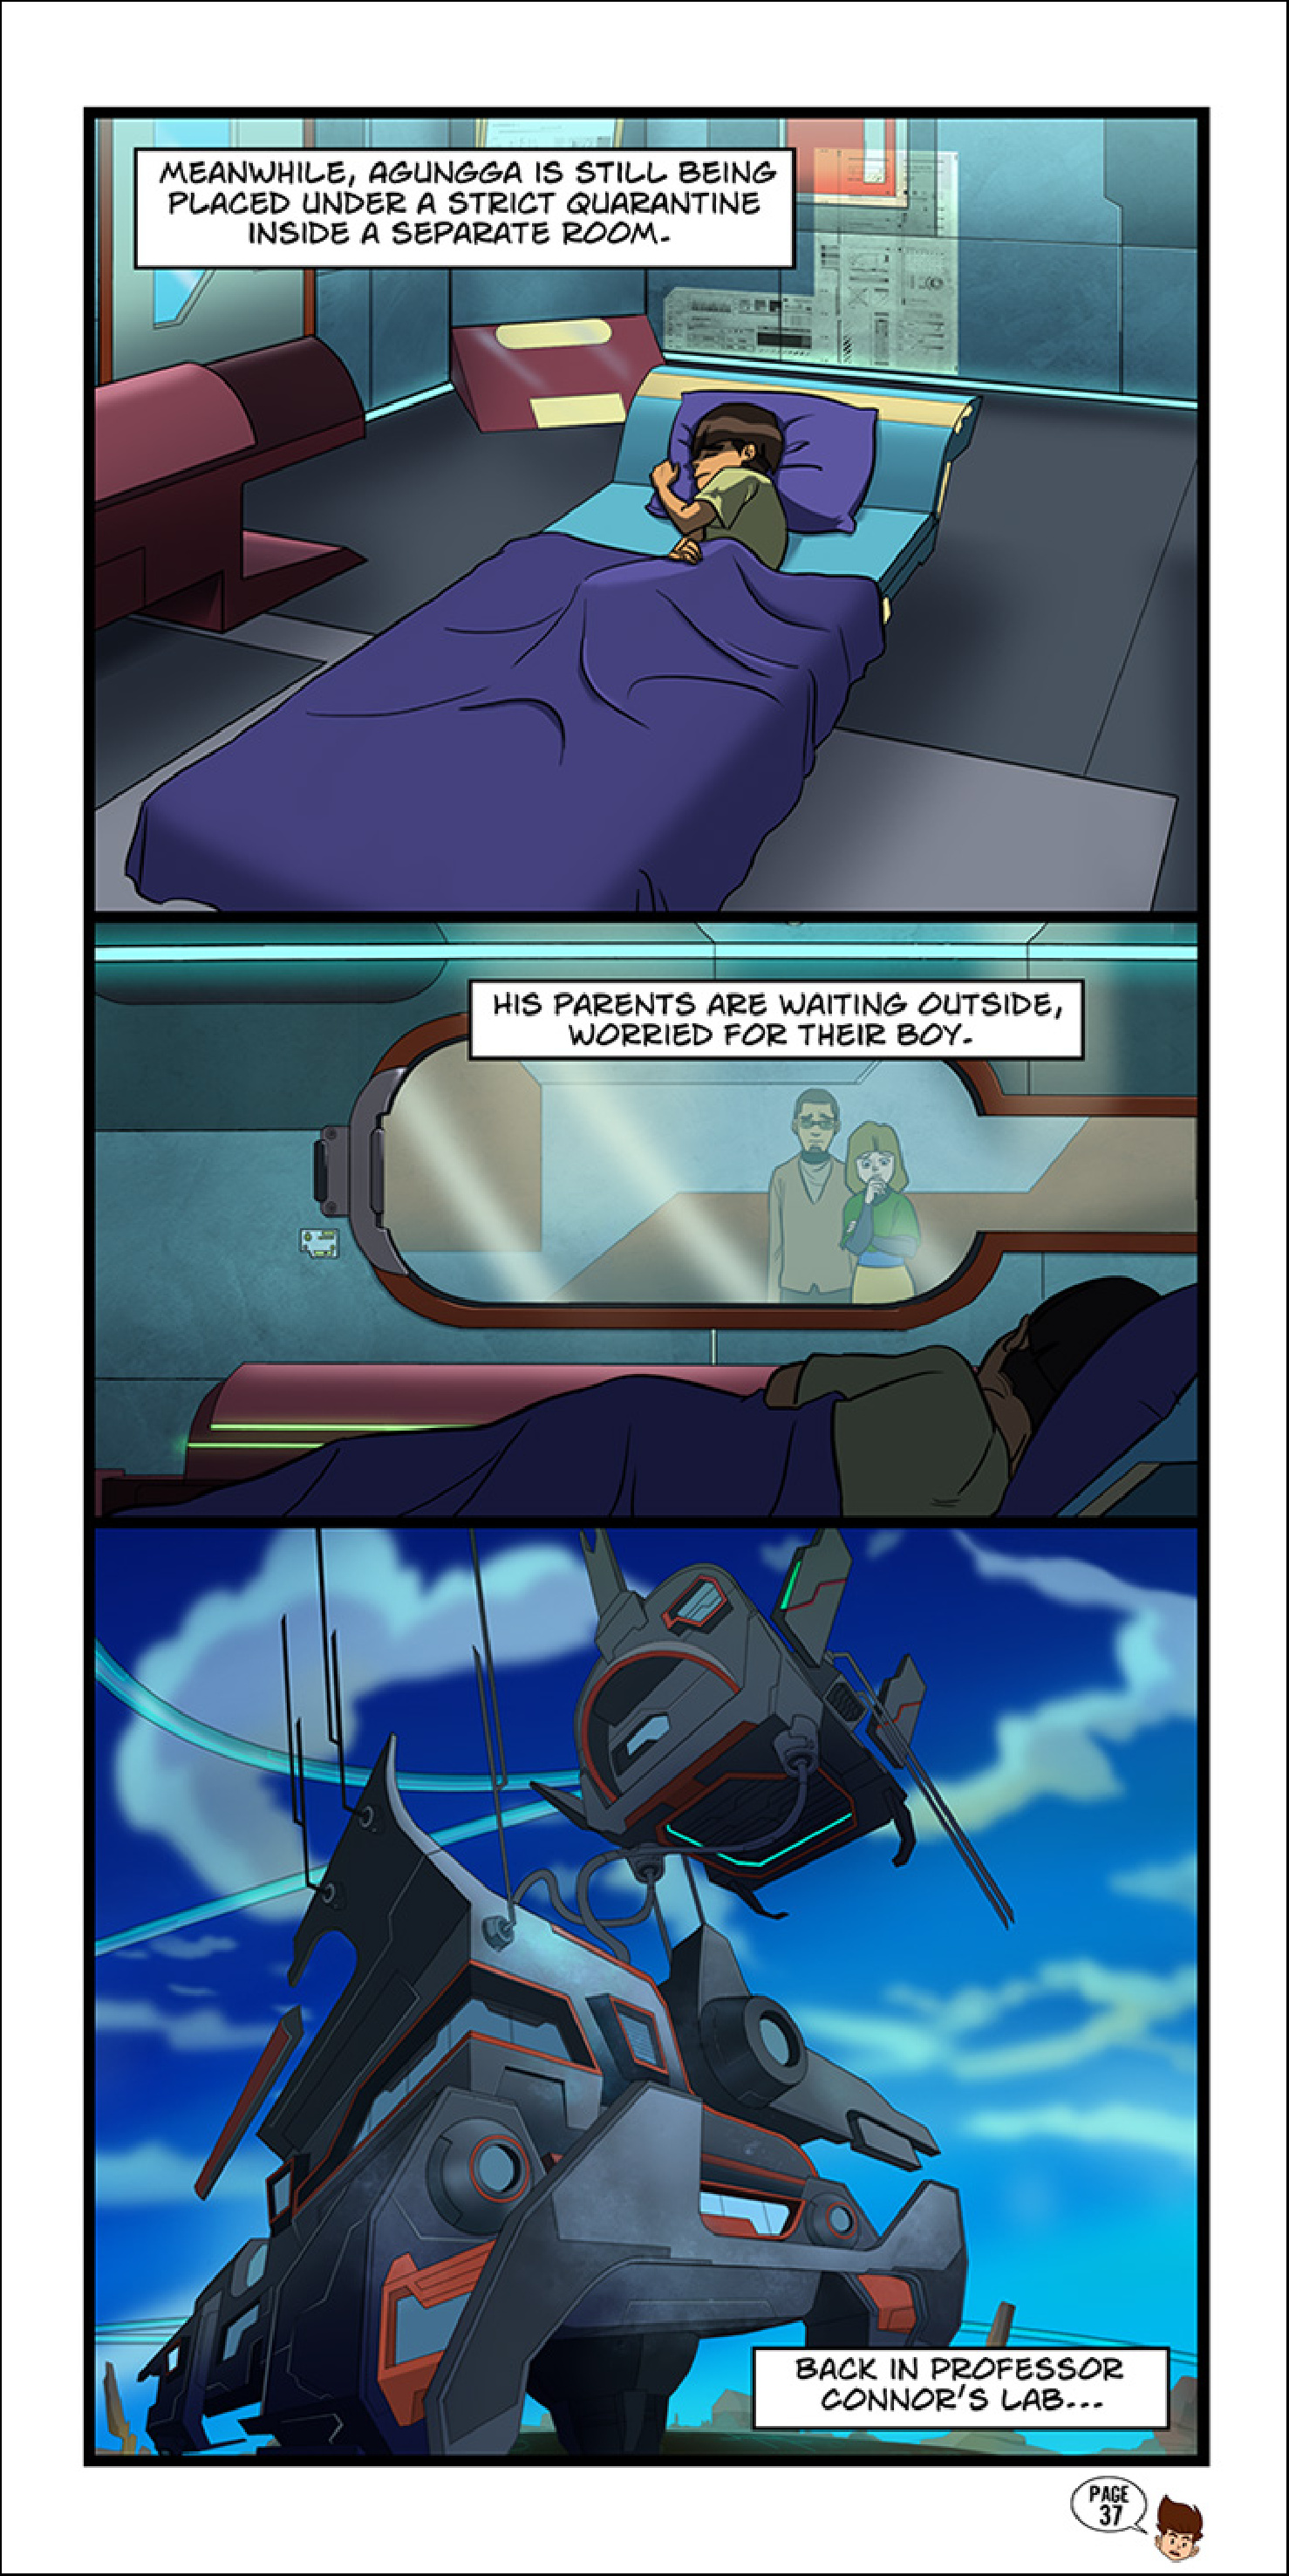 MEANWHILE, AGUNGGA IS STILL BEING
PLACED UNDER A STRICT QUARANTINE
INSIDE A SEPARATE ROOM.
HIS PARENTS ARE WAITING OUTSIDE,
WORRIED FOR THEIR BOY.
BACK IN PROFESSOR
CONNOR'S LAB...
PAGE
37